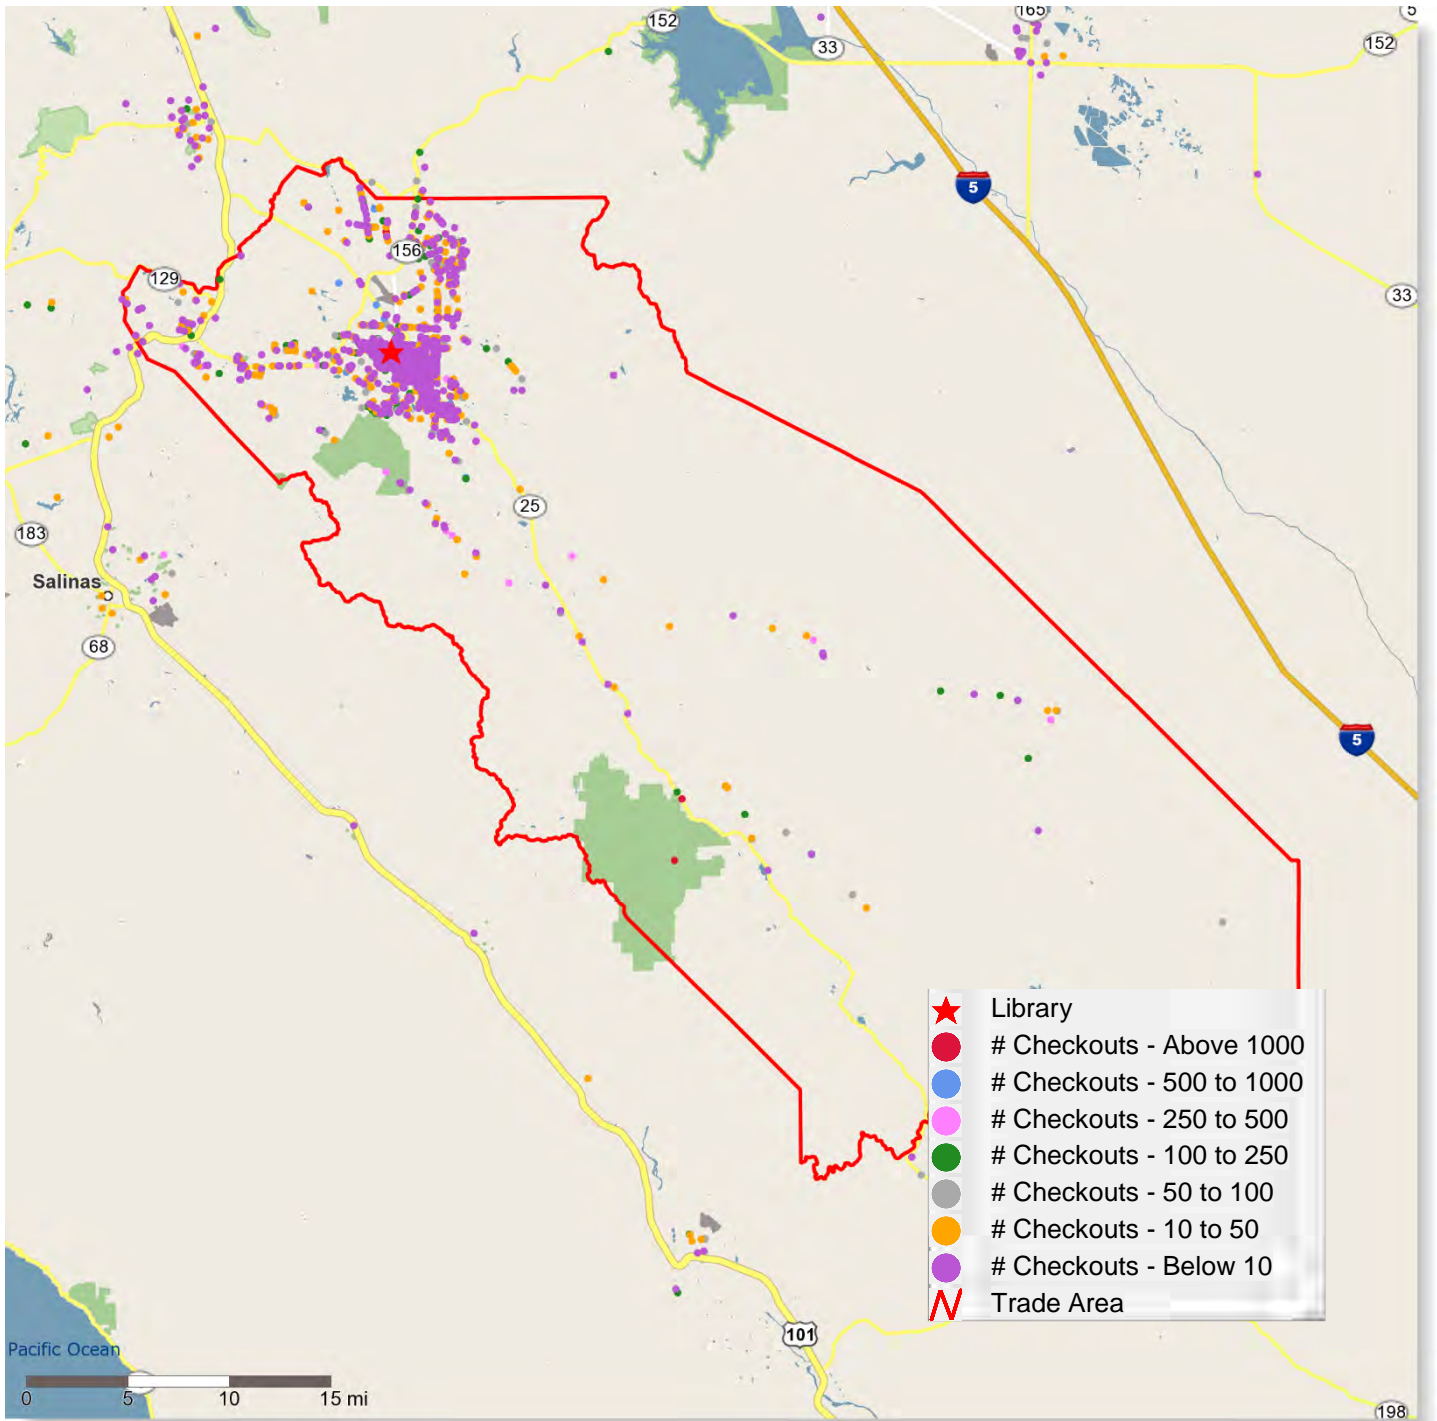 152
165
5
33
152
5
156
129
33
25
183
Salinas
68
5
Library
# Checkouts - Above 1000
# Checkouts - 500 to 1000
# Checkouts - 250 to 500
# Checkouts - 100 to 250
# Checkouts - 50 to 100
# Checkouts - 10 to 50
# Checkouts - Below 10
Trade Area
101
Pacific Ocean
0 5 10 15 mi
198